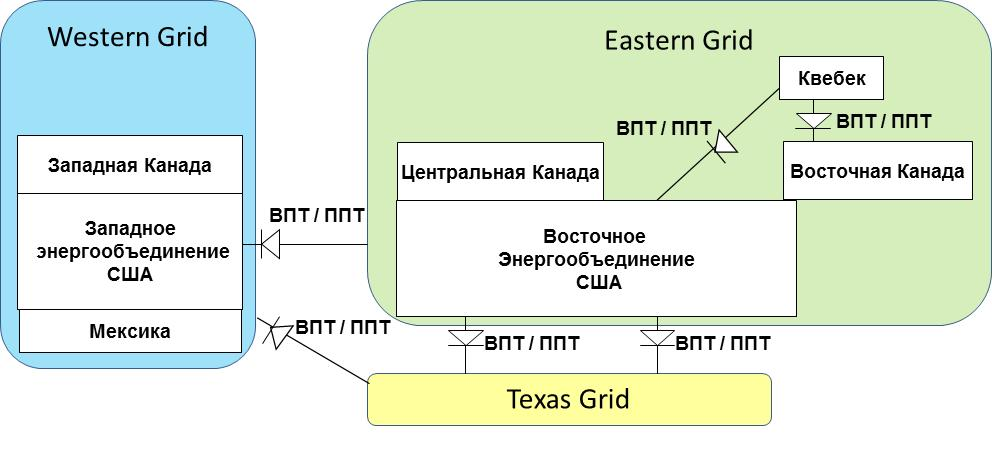 Western Grid
Eastern Grid
Квебек
ВПТ / ППТ
ВПТ / ППТ
Западная Канада
Центральная Канада
Восточная Канада
ВПТ / ППТ
Западное
энергообъединение
США
Восточное
Энергообъединение
США
Мексика
ВПТ / ППТ
ВПТ / ППТ
ВПТ / ППТ
Texas Grid